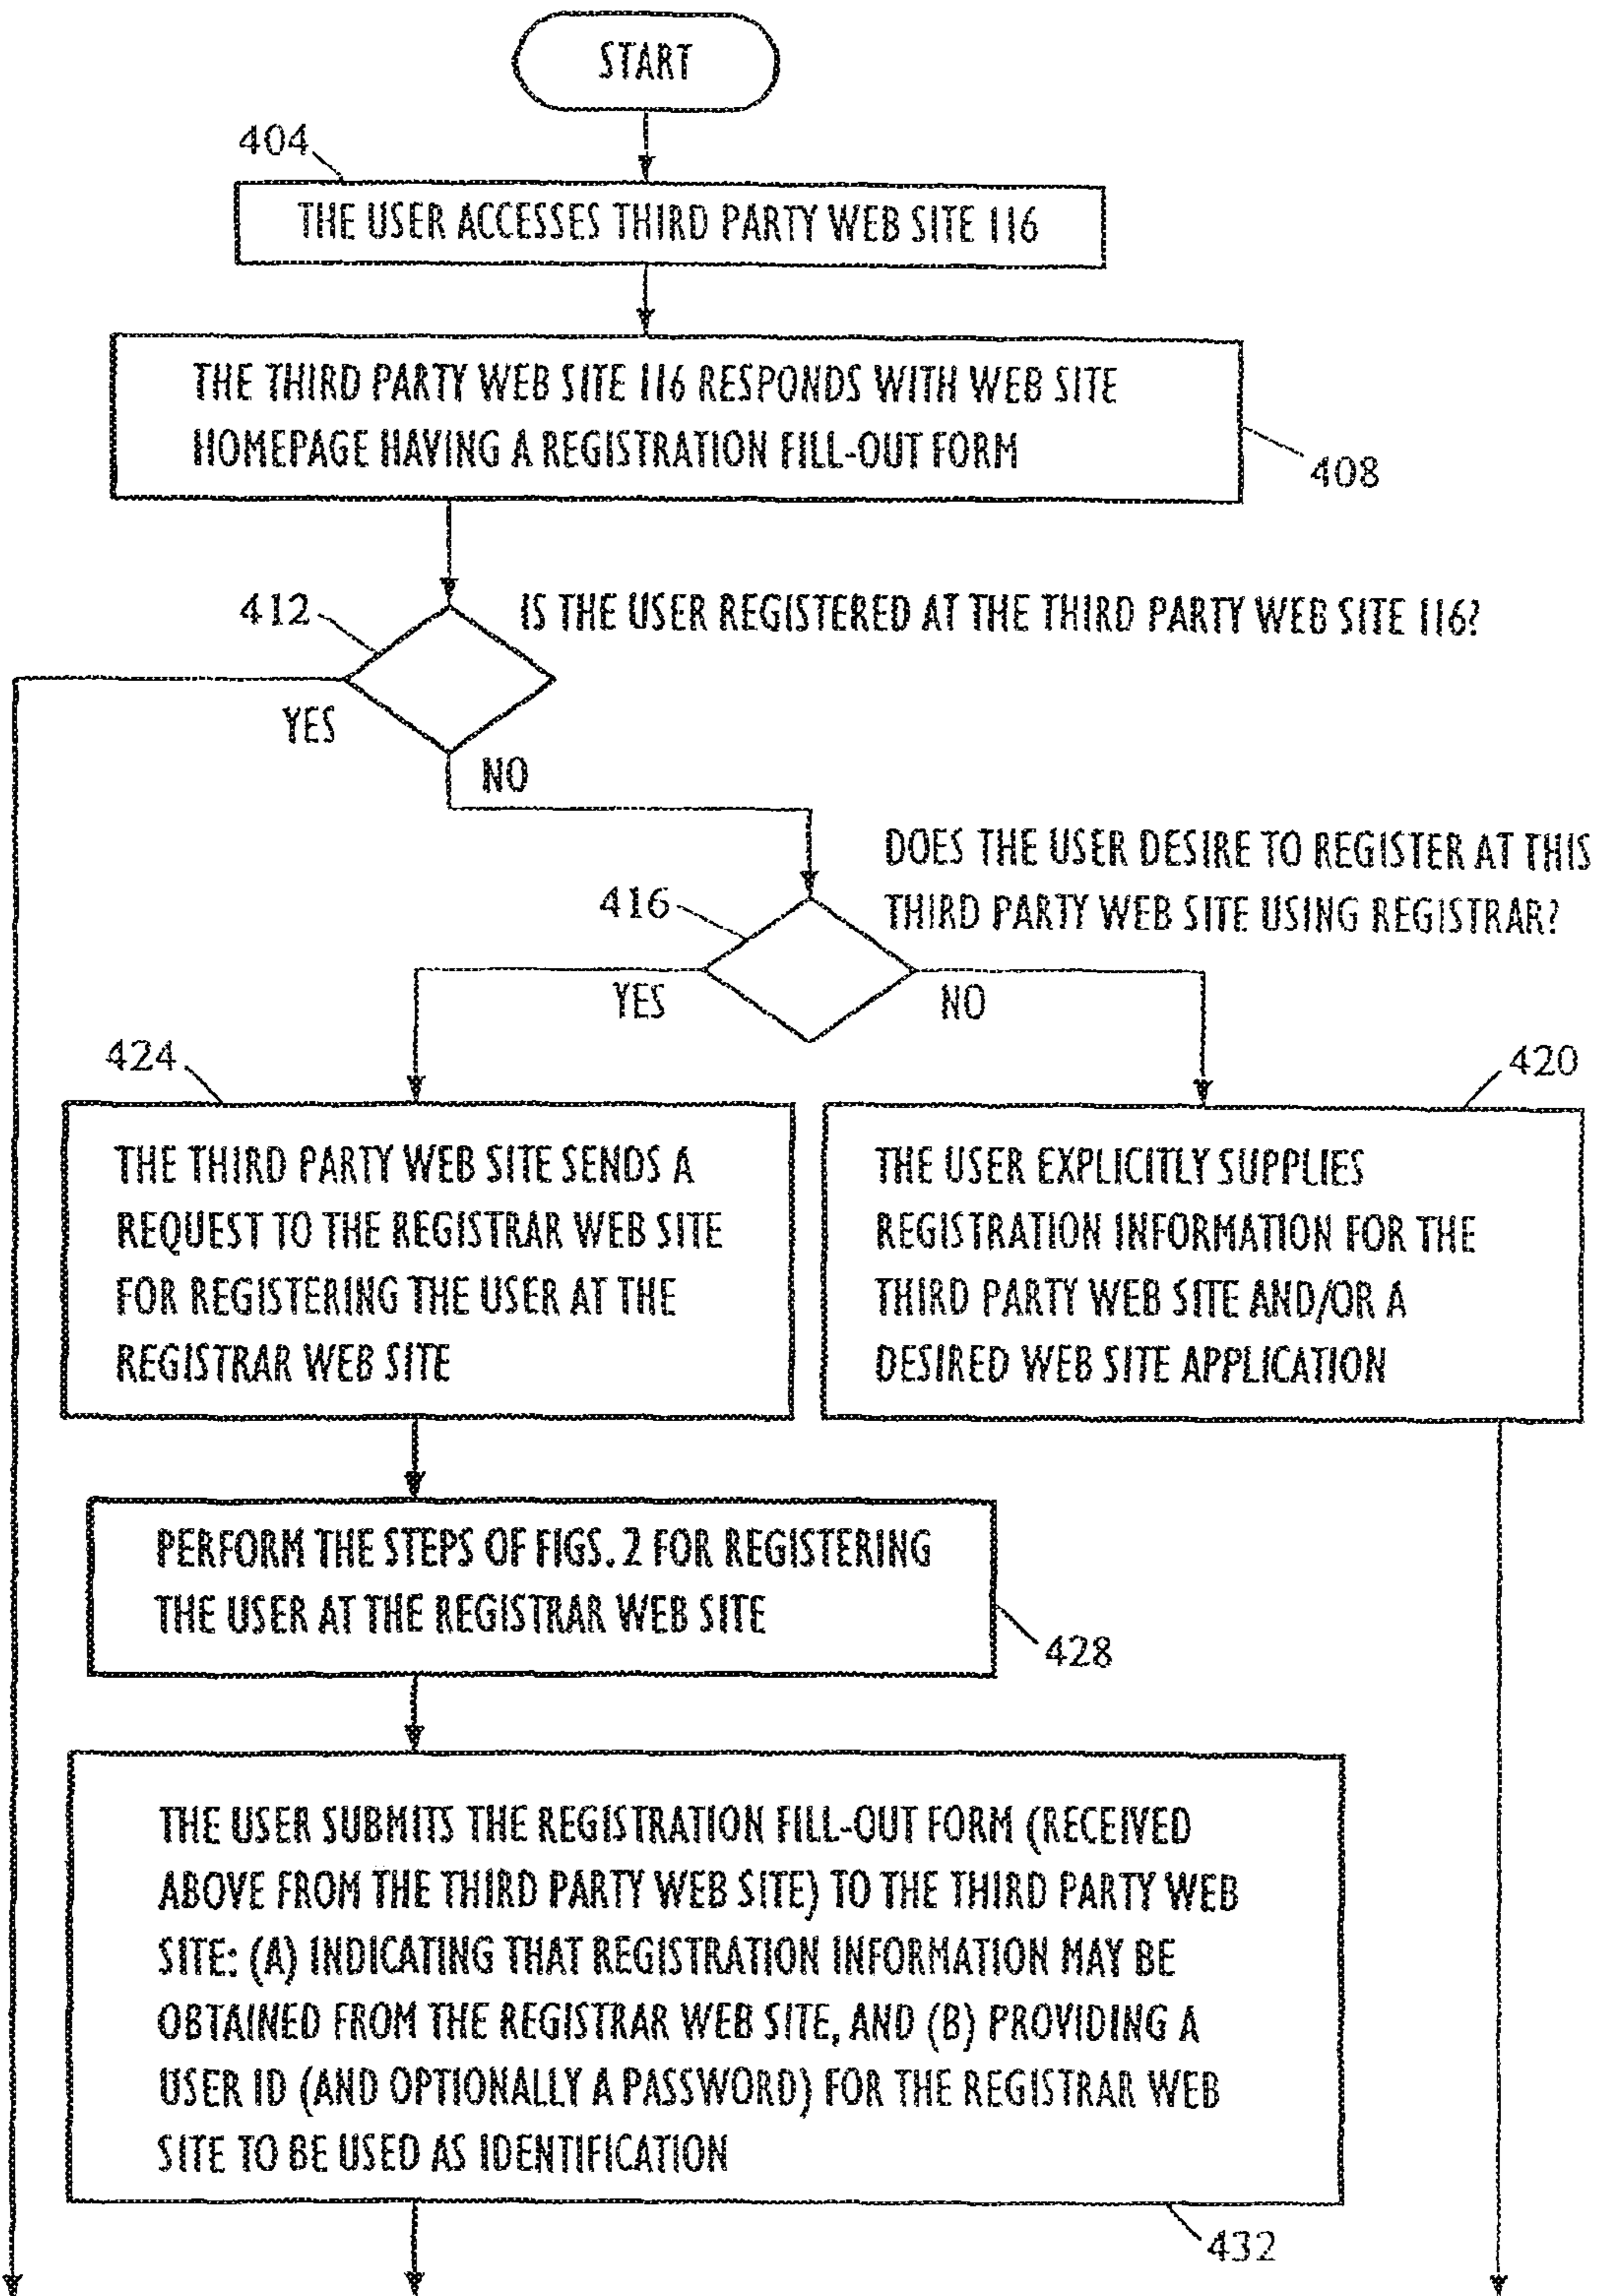 START
404
THE USER ACCESSES THIRD PARTY WEB SITE 116
THE THIRD PARTY WEB SITE 116 RESPONDS WITH WEB SITE
HOMEPAGE HAVING A REGISTRATION FILL-OUT FORM
408
412
IS THE USER REGISTERED AT THE THIRD PARTY WEB SITE 116?
YES
NO
DOES THE USER DESIRE TO REGISTER AT THIS
THIRD PARTY WEB SITE USING REGISTRAR?
416
YES
NO
424
420
THE THIRD PARTY WEB SITE SENDS A
REQUEST TO THE REGISTRAR WEB SITE
FOR REGISTERING THE USER AT THE
REGISTRAR WEB SITE
THE USER EXPLICITLY SUPPLIES
REGISTRATION INFORMATION FOR THE
THIRD PARTY WEB SITE AND/OR A
DESIRED WEB SITE APPLICATION
PERFORM THE STEPS OF FIGS. 2 FOR REGISTERING
THE USER AT THE REGISTRAR WEB SITE
428
THE USER SUBMITS THE REGISTRATION FILL-OUT FORM (RECEIVED
ABOVE FROM THE THIRD PARTY WEB SITE) TO THE THIRD PARTY WEB
SITE: (A) INDICATING THAT REGISTRATION INFORMATION MAY BE
OBTAINED FROM THE REGISTRAR WEB SITE, AND (B) PROVIDING A
USER ID (AND OPTIONALLY A PASSWORD) FOR THE REGISTRAR WEB
SITE TO BE USED AS IDENTIFICATION
432